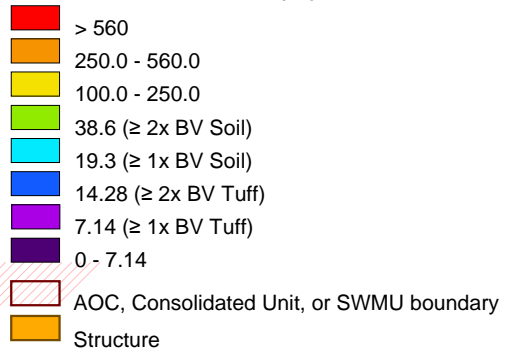 > 560
250.0 - 560.0
100.0 - 250.0
38.6 (≥ 2x BV Soil)
19.3 (≥ 1x BV Soil)
14.28 (≥ 2x BV Tuff)
7.14 (≥ 1x BV Tuff)
0 - 7.14
AOC, Consolidated Unit, or SWMU boundary
Structure